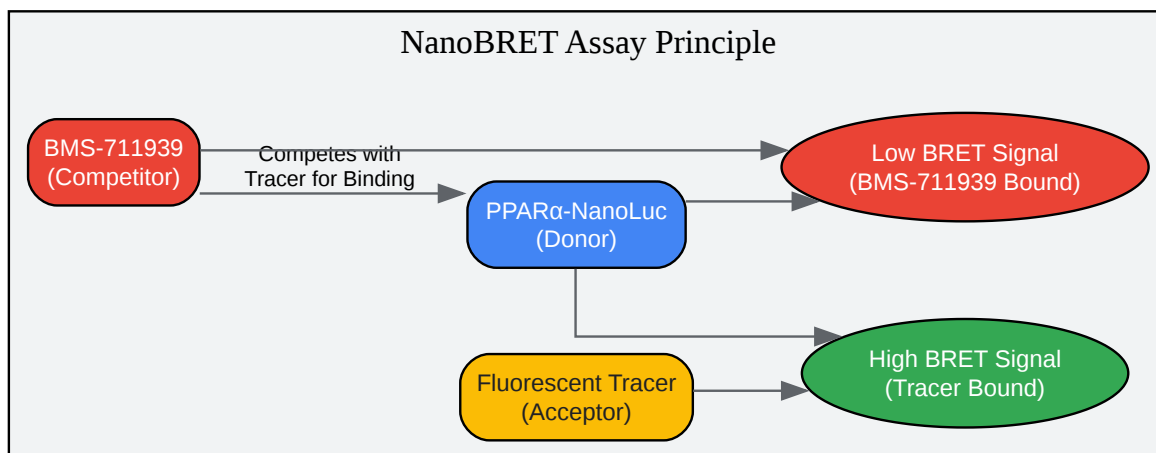 NanoBRET Assay Principle
BMS-711939
(Competitor)
Competes with
Tracer for Binding
PPARα-NanoLuc
(Donor)
Low BRET Signal
(BMS-711939 Bound)
Fluorescent Tracer
(Acceptor)
High BRET Signal
(Tracer Bound)